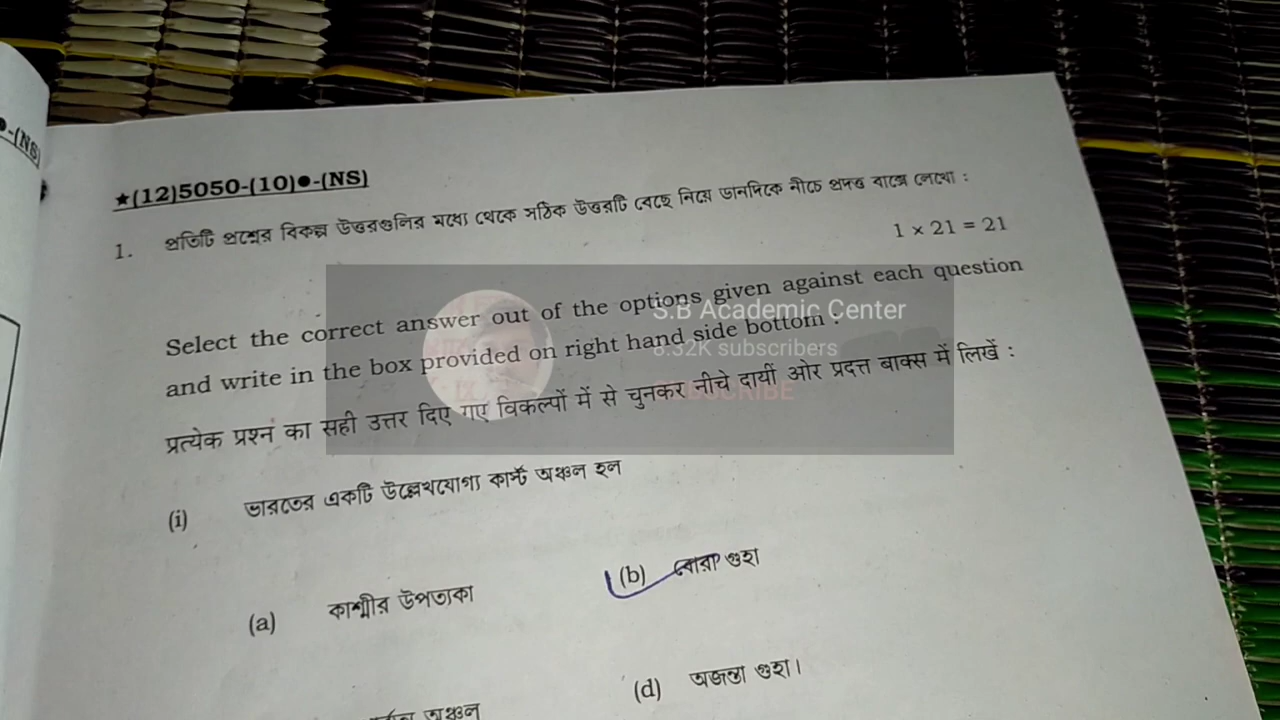 -(NS)
★(12)5050-(10)●-(NS)
1. প্রতিটি প্রশ্নের বিকল্প উত্তরগুলির মধ্যে থেকে সঠিক উত্তরটি বেছে নিয়ে ডানদিকে নীচে প্রদত্ত বাক্সে লেখো :
1 × 21 = 21
Select the correct answer out of the options given against each question
and write in the box provided on right hand side bottom :
S.B Academic Center
8.32K subscribers
SUBSCRIBE
प्रत्येक प्रश्न का सही उत्तर दिए गए विकल्पों में से चुनकर नीचे दायीं ओर प्रदत्त बाक्स में लिखें :
(i) ভারতের একটি উল্লেখযোগ্য কার্স্ট অঞ্চল হল
(a) কাশ্মীর উপত্যকা
(b) বোরা গুহা
(d) অজন্তা গুহা।
অঞ্চল